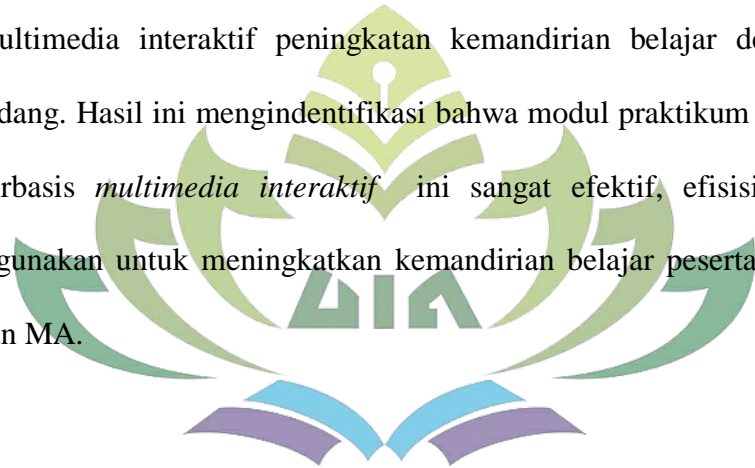 ultimedia interaktif peningkatan kemandirian belajar de
dang. Hasil ini mengindentifikasi bahwa modul praktikum
rbasis multimedia interaktif ini sangat efektif, efisisi
gunakan untuk meningkatkan kemandirian belajar peserta
n MA.
UIN